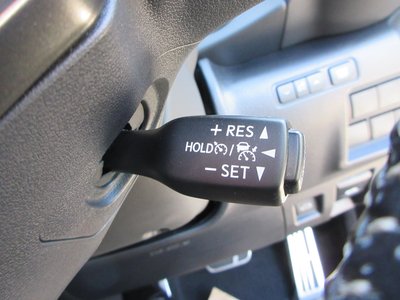 + RES ▲
HOLD / ◀
− SET ▼